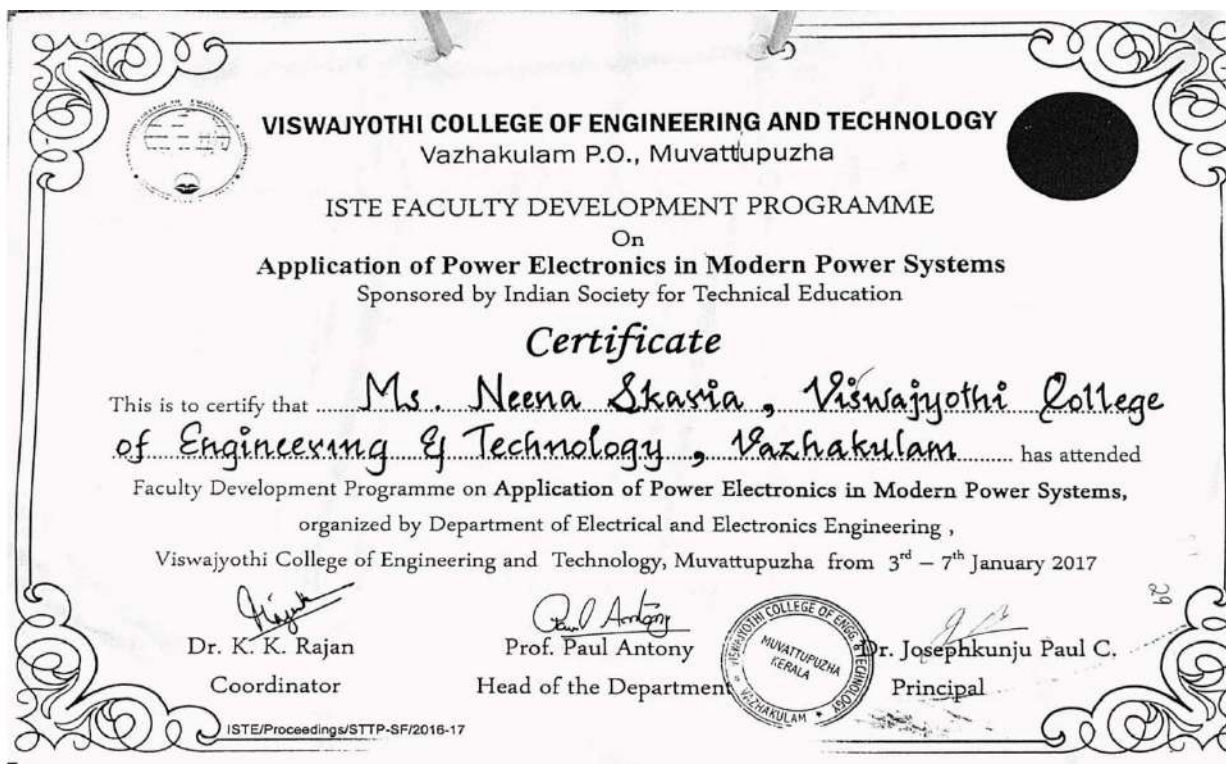 VISWAJYOTHI COLLEGE OF ENGINEERING AND TECHNOLOGY
Vazhakulam P.O., Muvattupuzha
ISTE FACULTY DEVELOPMENT PROGRAMME
On
Application of Power Electronics in Modern Power Systems
Sponsored by Indian Society for Technical Education
Certificate
This is to certify that Ms. Neena Skaria, Viswajyothi College
of Engineering & Technology, Vazhakulam has attended
Faculty Development Programme on Application of Power Electronics in Modern Power Systems,
organized by Department of Electrical and Electronics Engineering ,
Viswajyothi College of Engineering and Technology, Muvattupuzha from 3rd – 7th January 2017
Paul Antony
Dr. K. K. Rajan
Prof. Paul Antony
Dr. Josephkunju Paul C.
Coordinator
Head of the Department
Principal
VISWAJYOTHI COLLEGE OF ENGG. & TECHNOLOGY
MUVATTUPUZHA
KERALA
VAZHAKULAM
29
ISTE/Proceedings/STTP-SF/2016-17